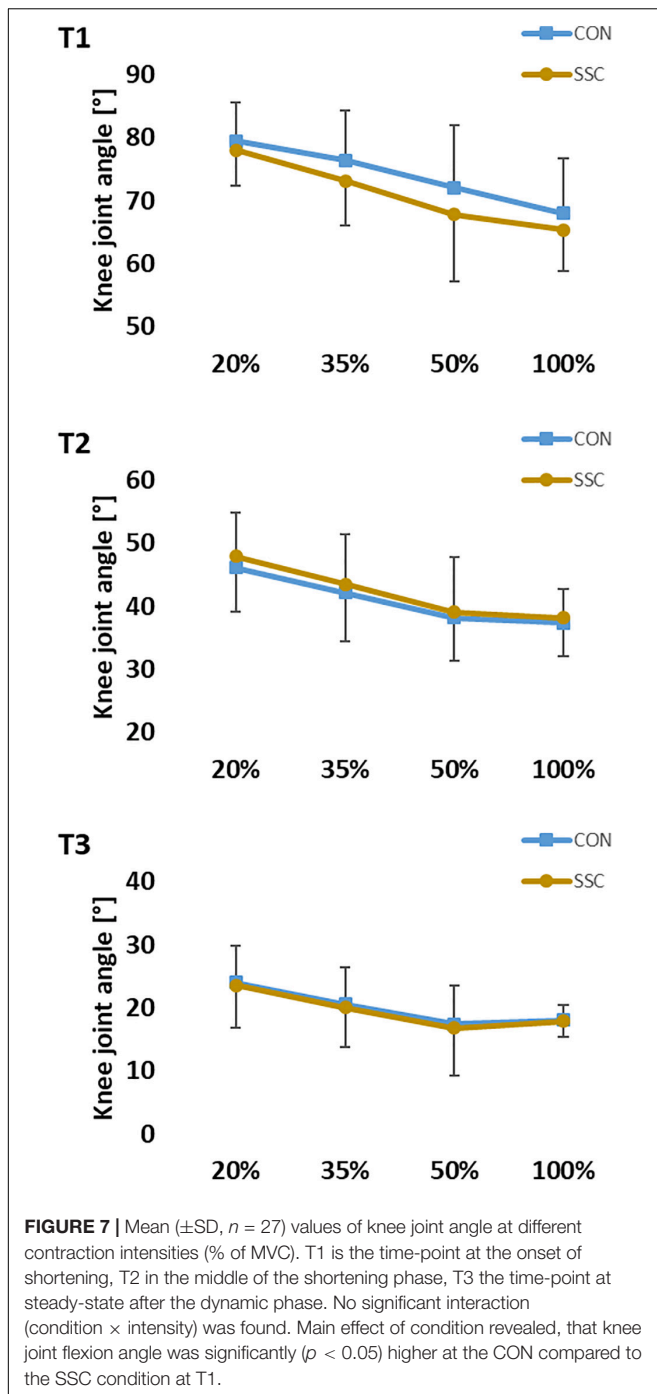 T1
CON
SSC
Knee joint angle [°]
90
80
70
60
50
20% 35% 50% 100%
T2
CON
SSC
Knee joint angle [°]
60
50
40
30
20
20% 35% 50% 100%
T3
CON
SSC
Knee joint angle [°]
40
30
20
10
0
20% 35% 50% 100%
FIGURE 7 | Mean (±SD, n = 27) values of knee joint angle at different
contraction intensities (% of MVC). T1 is the time-point at the onset of
shortening, T2 in the middle of the shortening phase, T3 the time-point at
steady-state after the dynamic phase. No significant interaction
(condition × intensity) was found. Main effect of condition revealed, that knee
joint flexion angle was significantly (p < 0.05) higher at the CON compared to
the SSC condition at T1.